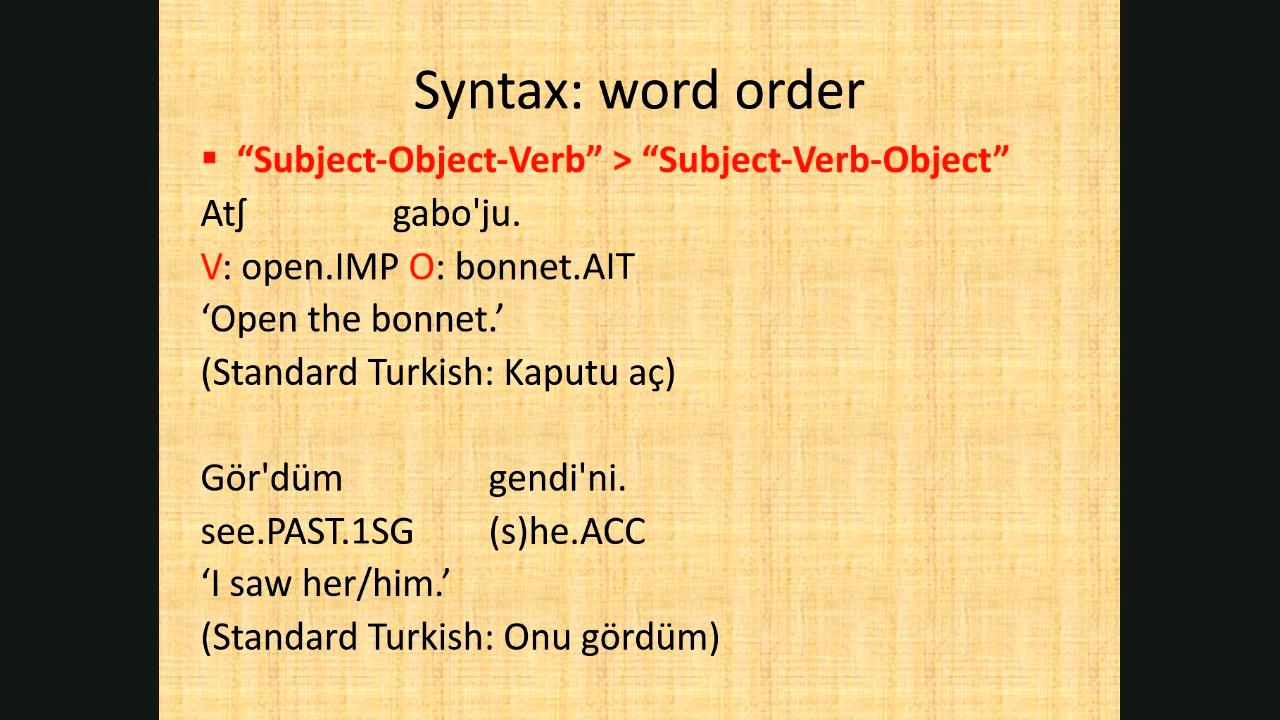 Syntax: word order
▪ “Subject-Object-Verb” > “Subject-Verb-Object”
Atʃ gabo'ju.
V: open.IMP O: bonnet.AIT
‘Open the bonnet.’
(Standard Turkish: Kaputu aç)
Gör'düm gendi'ni.
see.PAST.1SG (s)he.ACC
‘I saw her/him.’
(Standard Turkish: Onu gördüm)